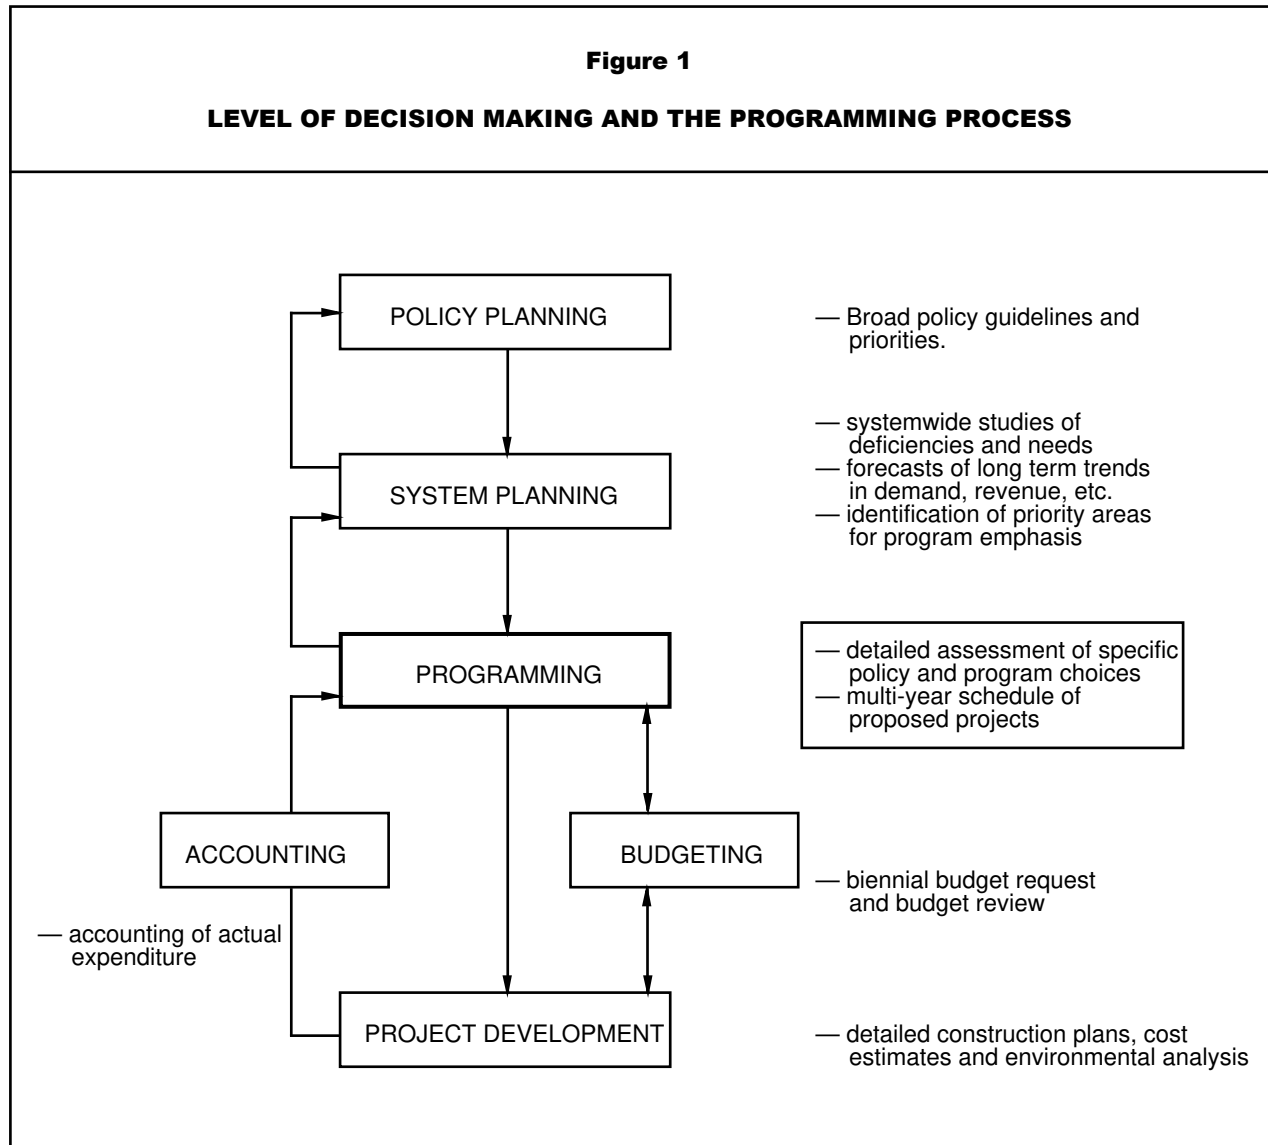 Figure 1
LEVEL OF DECISION MAKING AND THE PROGRAMMING PROCESS
POLICY PLANNING
— Broad policy guidelines and
priorities.
SYSTEM PLANNING
— systemwide studies of
deficiencies and needs
— forecasts of long term trends
in demand, revenue, etc.
— identification of priority areas
for program emphasis
PROGRAMMING
— detailed assessment of specific
policy and program choices
— multi-year schedule of
proposed projects
ACCOUNTING
— accounting of actual
expenditure
BUDGETING
— biennial budget request
and budget review
PROJECT DEVELOPMENT
— detailed construction plans, cost
estimates and environmental analysis